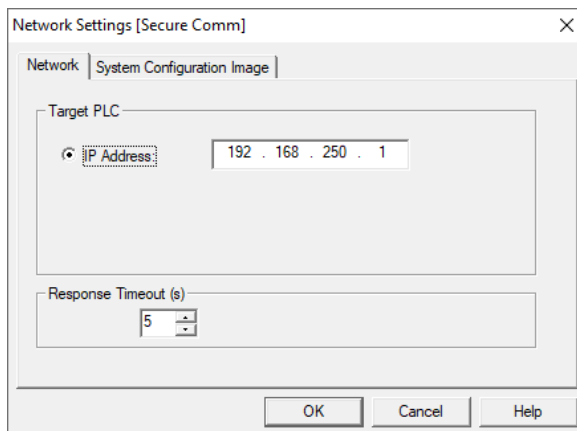 Network Settings [Secure Comm]
Network
System Configuration Image
Target PLC
IP Address:
192 . 168 . 250 . 1
Response Timeout (s)
5
OK
Cancel
Help